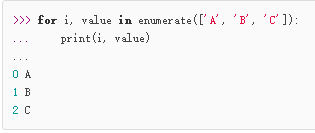 >>> for i, value in enumerate(['A', 'B', 'C']):
...     print(i, value)
...
0 A
1 B
2 C